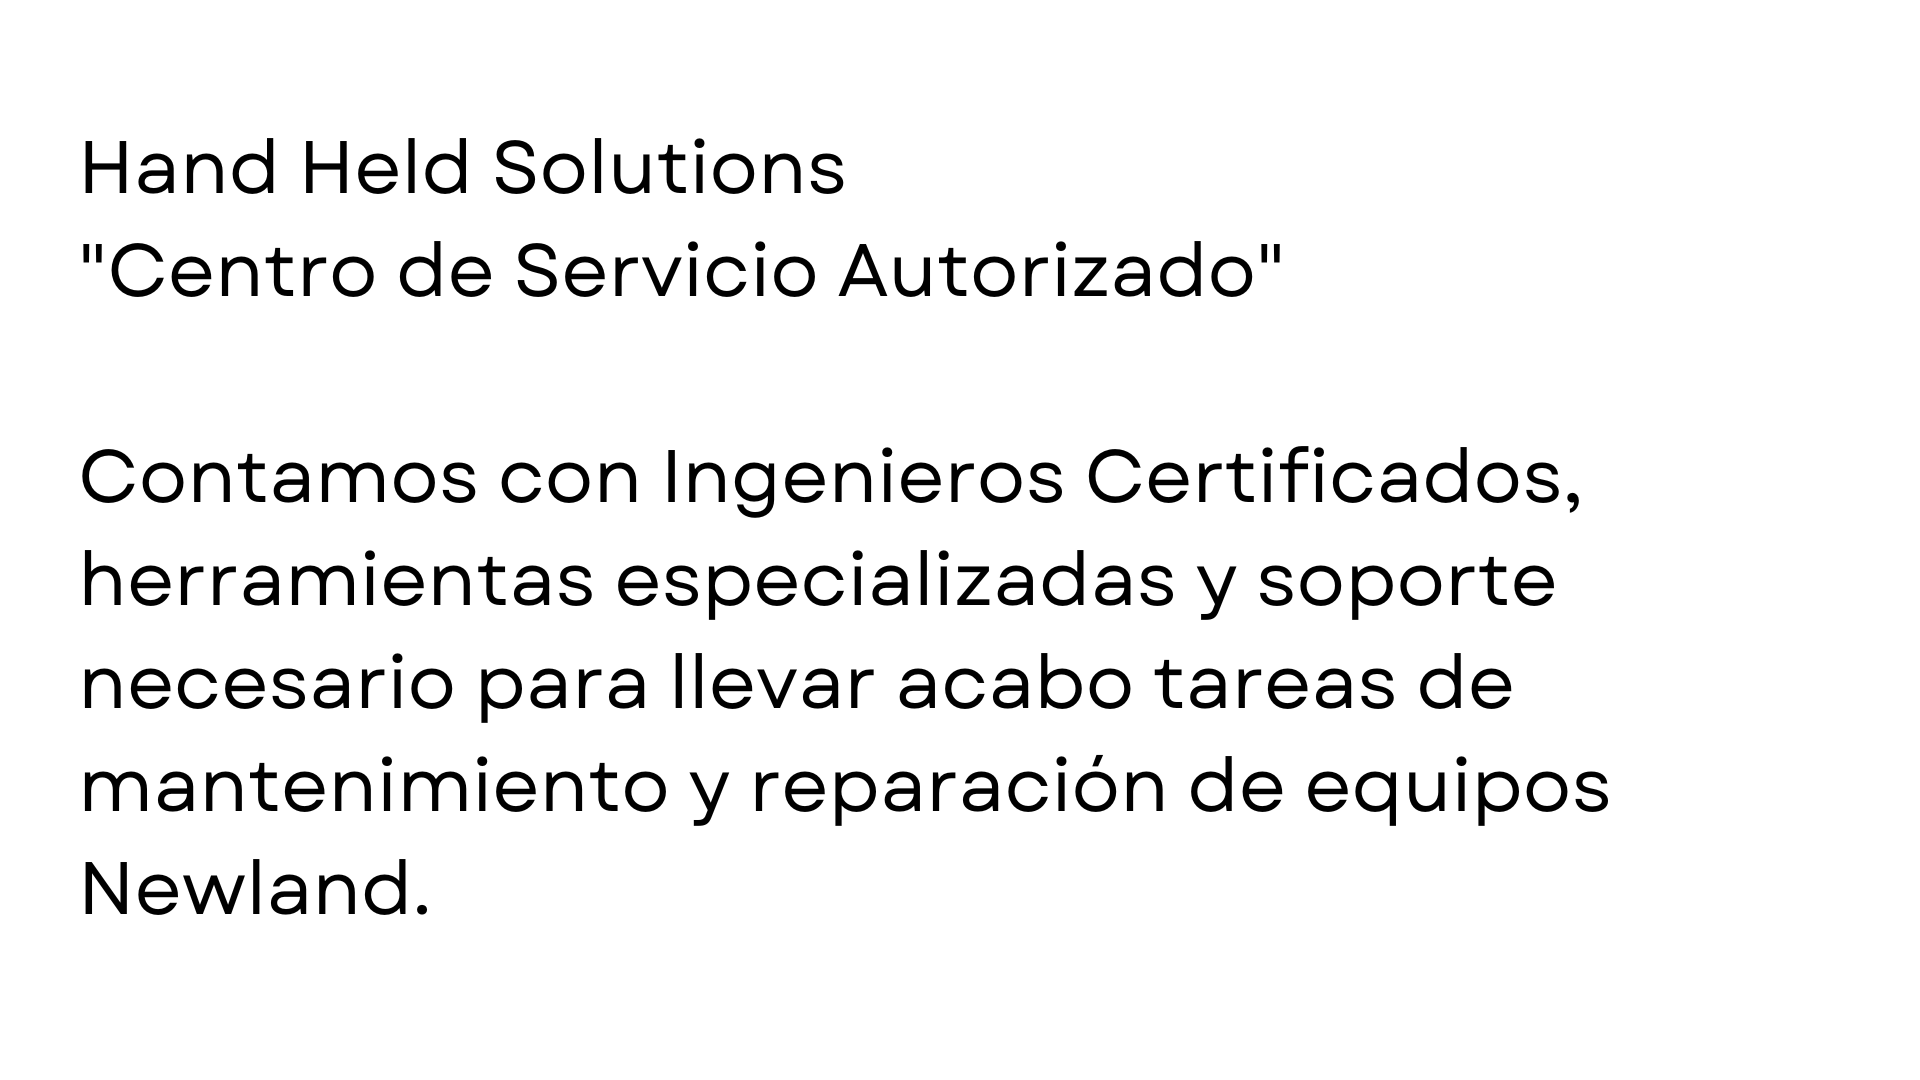 Hand Held Solutions
"Centro de Servicio Autorizado"
Contamos con Ingenieros Certificados,
herramientas especializadas y soporte
necesario para llevar acabo tareas de
mantenimiento y reparación de equipos
Newland.